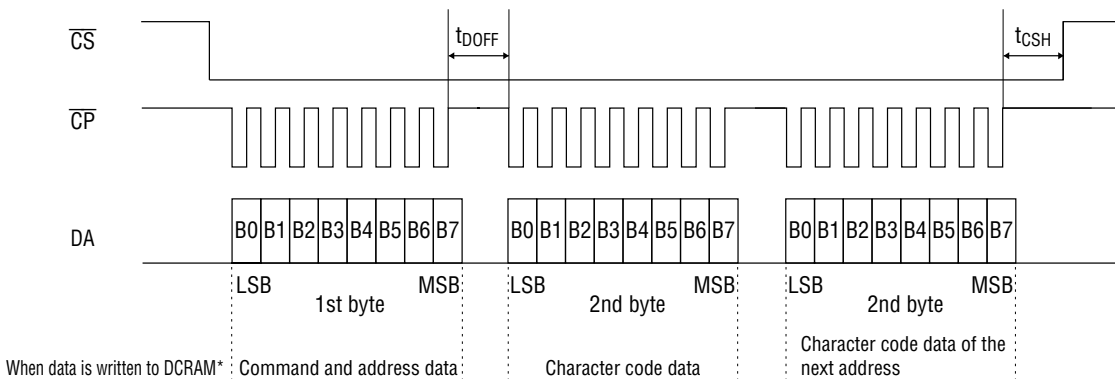 CS
tDOFF
tCSH
CP
DA
B0 B1 B2 B3 B4 B5 B6 B7
B0 B1 B2 B3 B4 B5 B6 B7
B0 B1 B2 B3 B4 B5 B6 B7
LSB
MSB
1st byte
LSB
MSB
2nd byte
LSB
MSB
2nd byte
When data is written to DCRAM*
Command and address data
Character code data
Character code data of the
next address